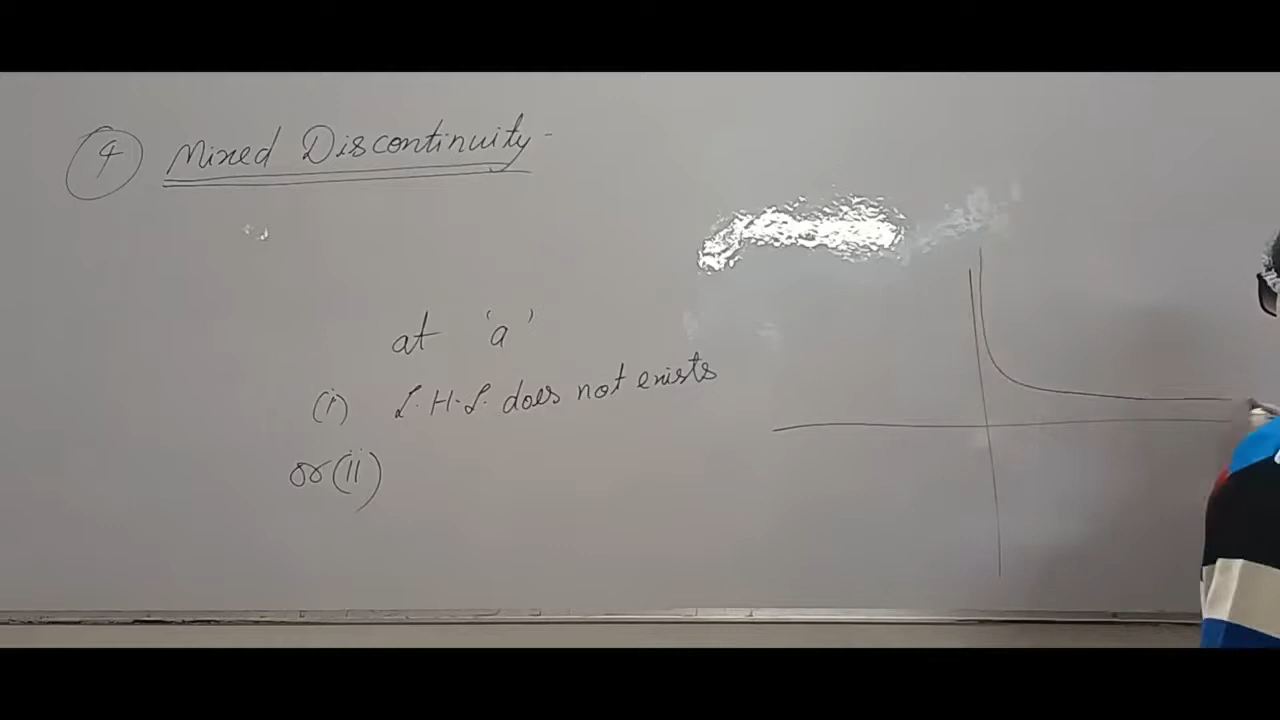 4 Mixed Discontinuity -
at 'a'
(i) L.H.L. does not exists
or (ii)